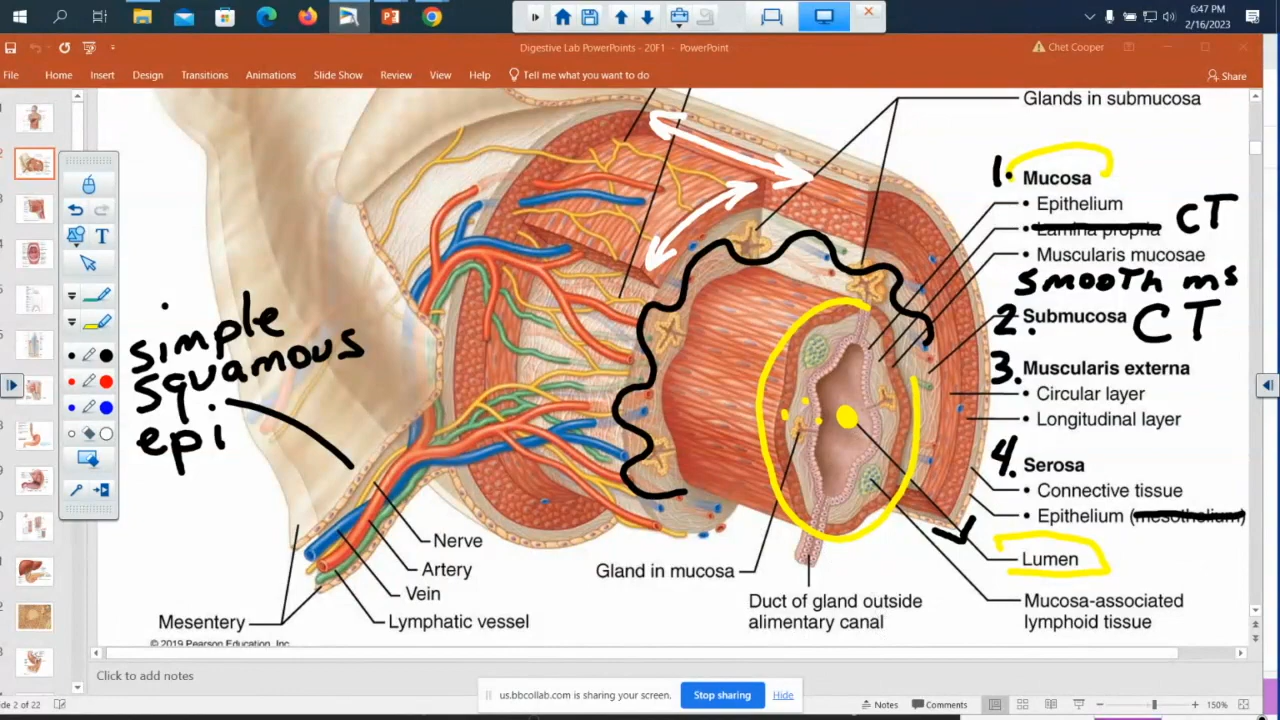 6:47 PM
2/16/2023
Digestive Lab PowerPoints - 20F1 - PowerPoint
Chet Cooper
File Home Insert Design Transitions Animations Slide Show Review View Help Tell me what you want to do
Share
Glands in submucosa
1. Mucosa
• Epithelium
• Lamina propria CT
• Muscularis mucosae
smooth ms
2. Submucosa CT
3. Muscularis externa
• Circular layer
• Longitudinal layer
4. Serosa
• Connective tissue
• Epithelium (mesothelium)
Lumen
Mucosa-associated
lymphoid tissue
simple
squamous
epi
T
Nerve
Artery
Vein
Lymphatic vessel
Mesentery
Gland in mucosa
Duct of gland outside
alimentary canal
© 2019 Pearson Education, Inc.
Click to add notes
us.bbcollab.com is sharing your screen. Stop sharing Hide
de 2 of 22
Notes Comments 150%